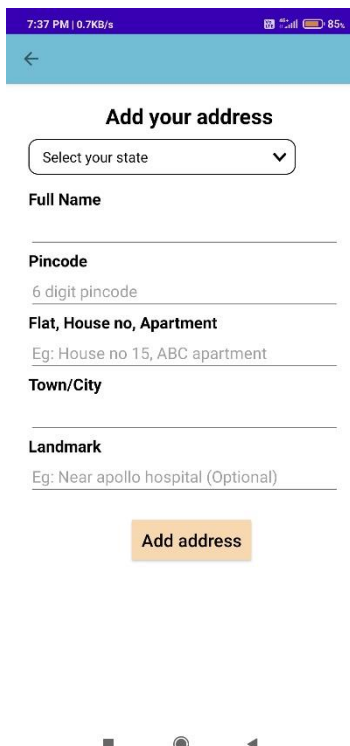 7:37 PM | 0.7KB/s 85%
Add your address
Select your state
Full Name
Pincode
6 digit pincode
Flat, House no, Apartment
Eg: House no 15, ABC apartment
Town/City
Landmark
Eg: Near apollo hospital (Optional)
Add address